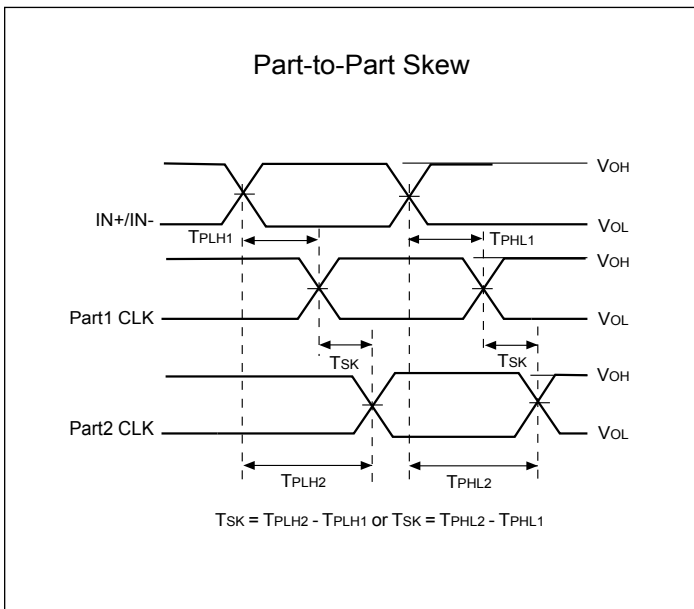 Part-to-Part Skew
VOH
IN+/IN-
VOL
TPLH1
TPHL1
VOH
Part1 CLK
VOL
TSK
TSK
VOH
Part2 CLK
VOL
TPLH2
TPHL2
TSK = TPLH2 - TPLH1 or TSK = TPHL2 - TPHL1